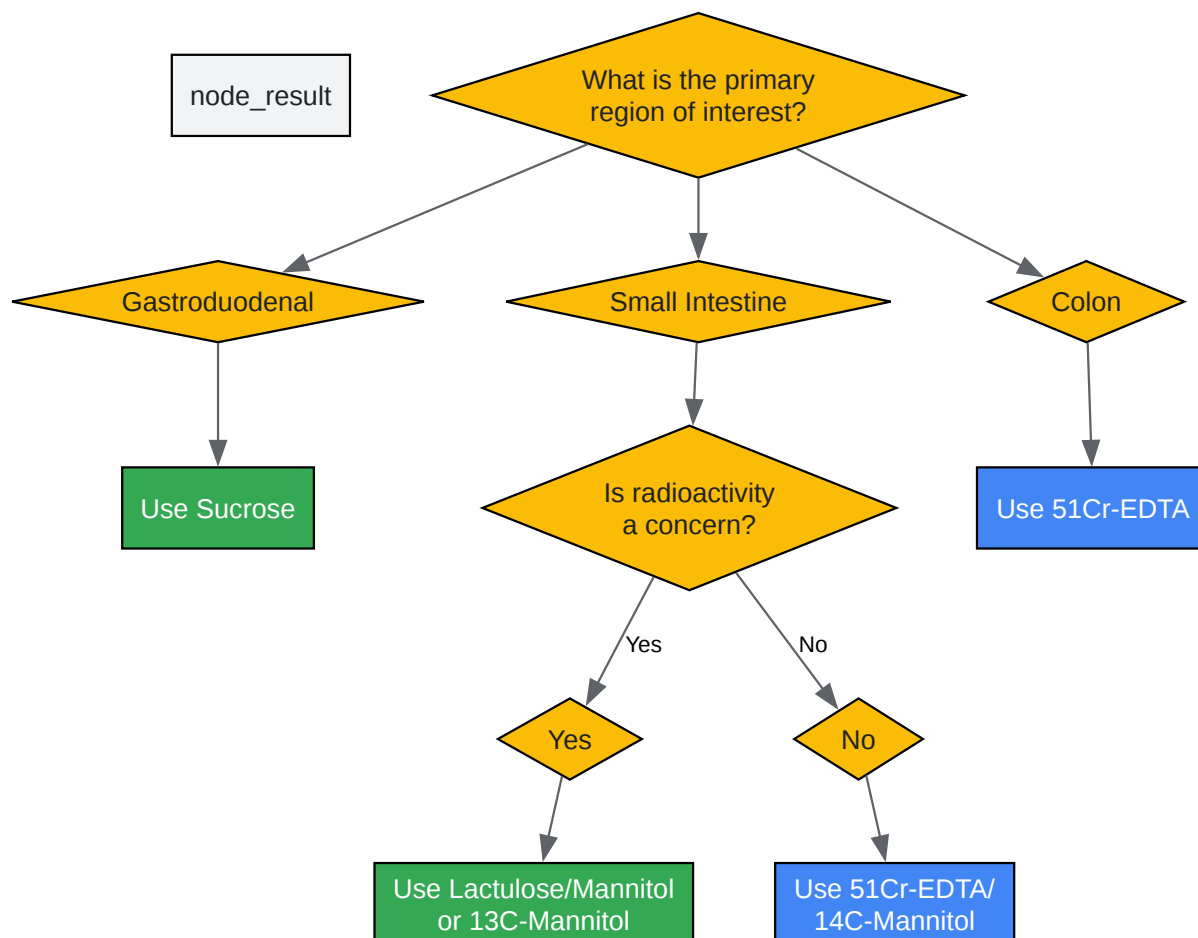 node_result
What is the primary
region of interest?
Gastroduodenal
Small Intestine
Colon
Use Sucrose
Is radioactivity
a concern?
Use 51Cr-EDTA
Yes
No
Yes
No
Use Lactulose/Mannitol
or 13C-Mannitol
Use 51Cr-EDTA/
14C-Mannitol